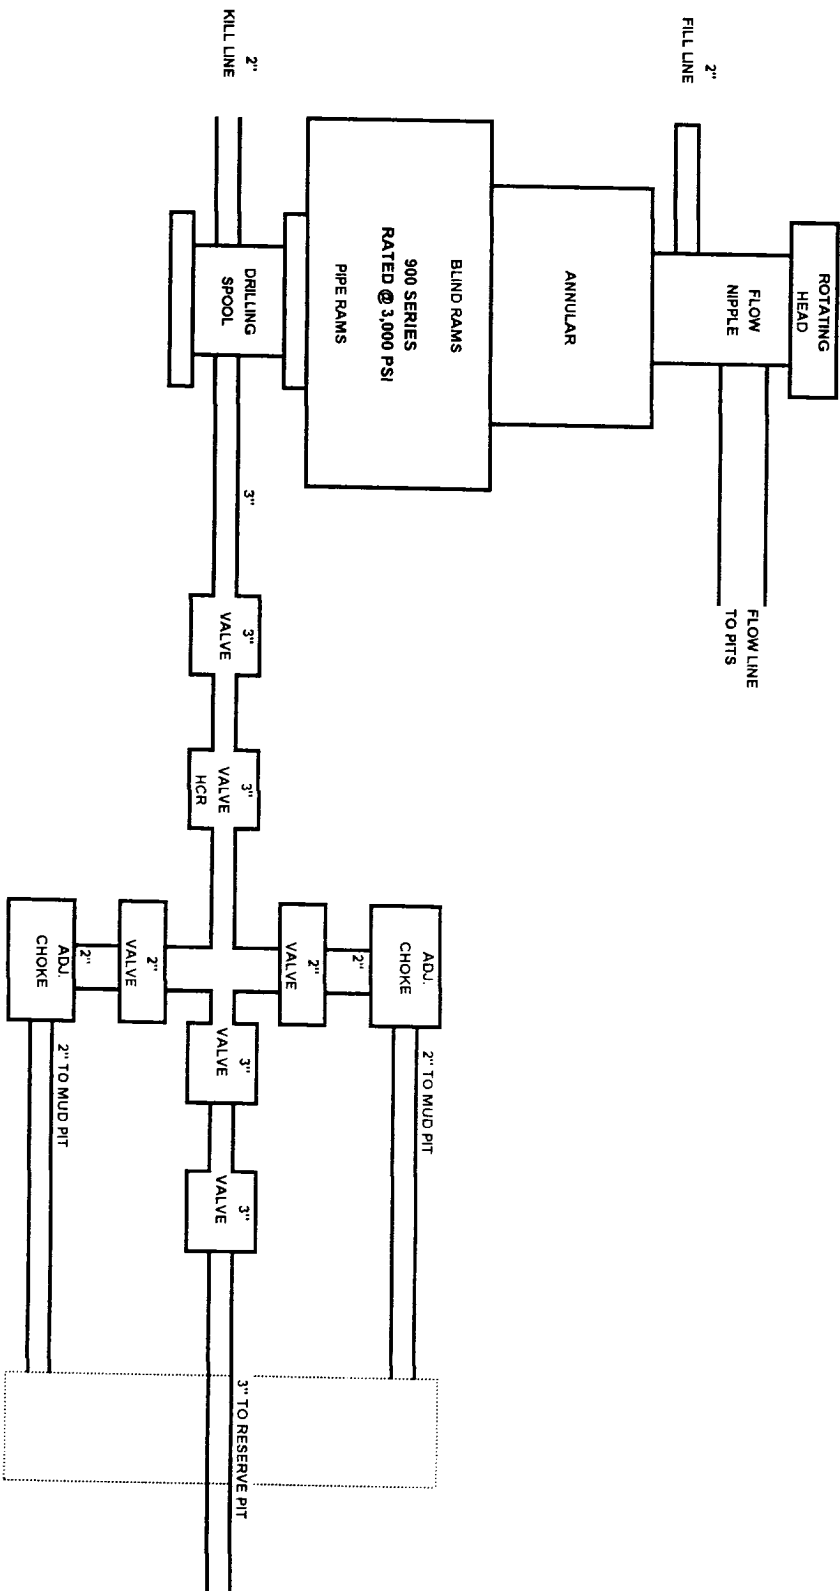 ROTATING
HEAD
2"
FILL LINE
FLOW
NIPPLE
FLOW LINE
TO PITS
ANNULAR
BLIND RAMS
900 SERIES
RATED @ 3,000 PSI
PIPE RAMS
2"
KILL LINE
DRILLING
SPOOL
3"
3"
VALVE
3"
VALVE
HCR
ADJ.
CHOKE
2"
2"
VALVE
2" TO MUD PIT
3"
VALVE
3"
VALVE
3" TO RESERVE PIT
2"
VALVE
2"
ADJ.
CHOKE
2" TO MUD PIT